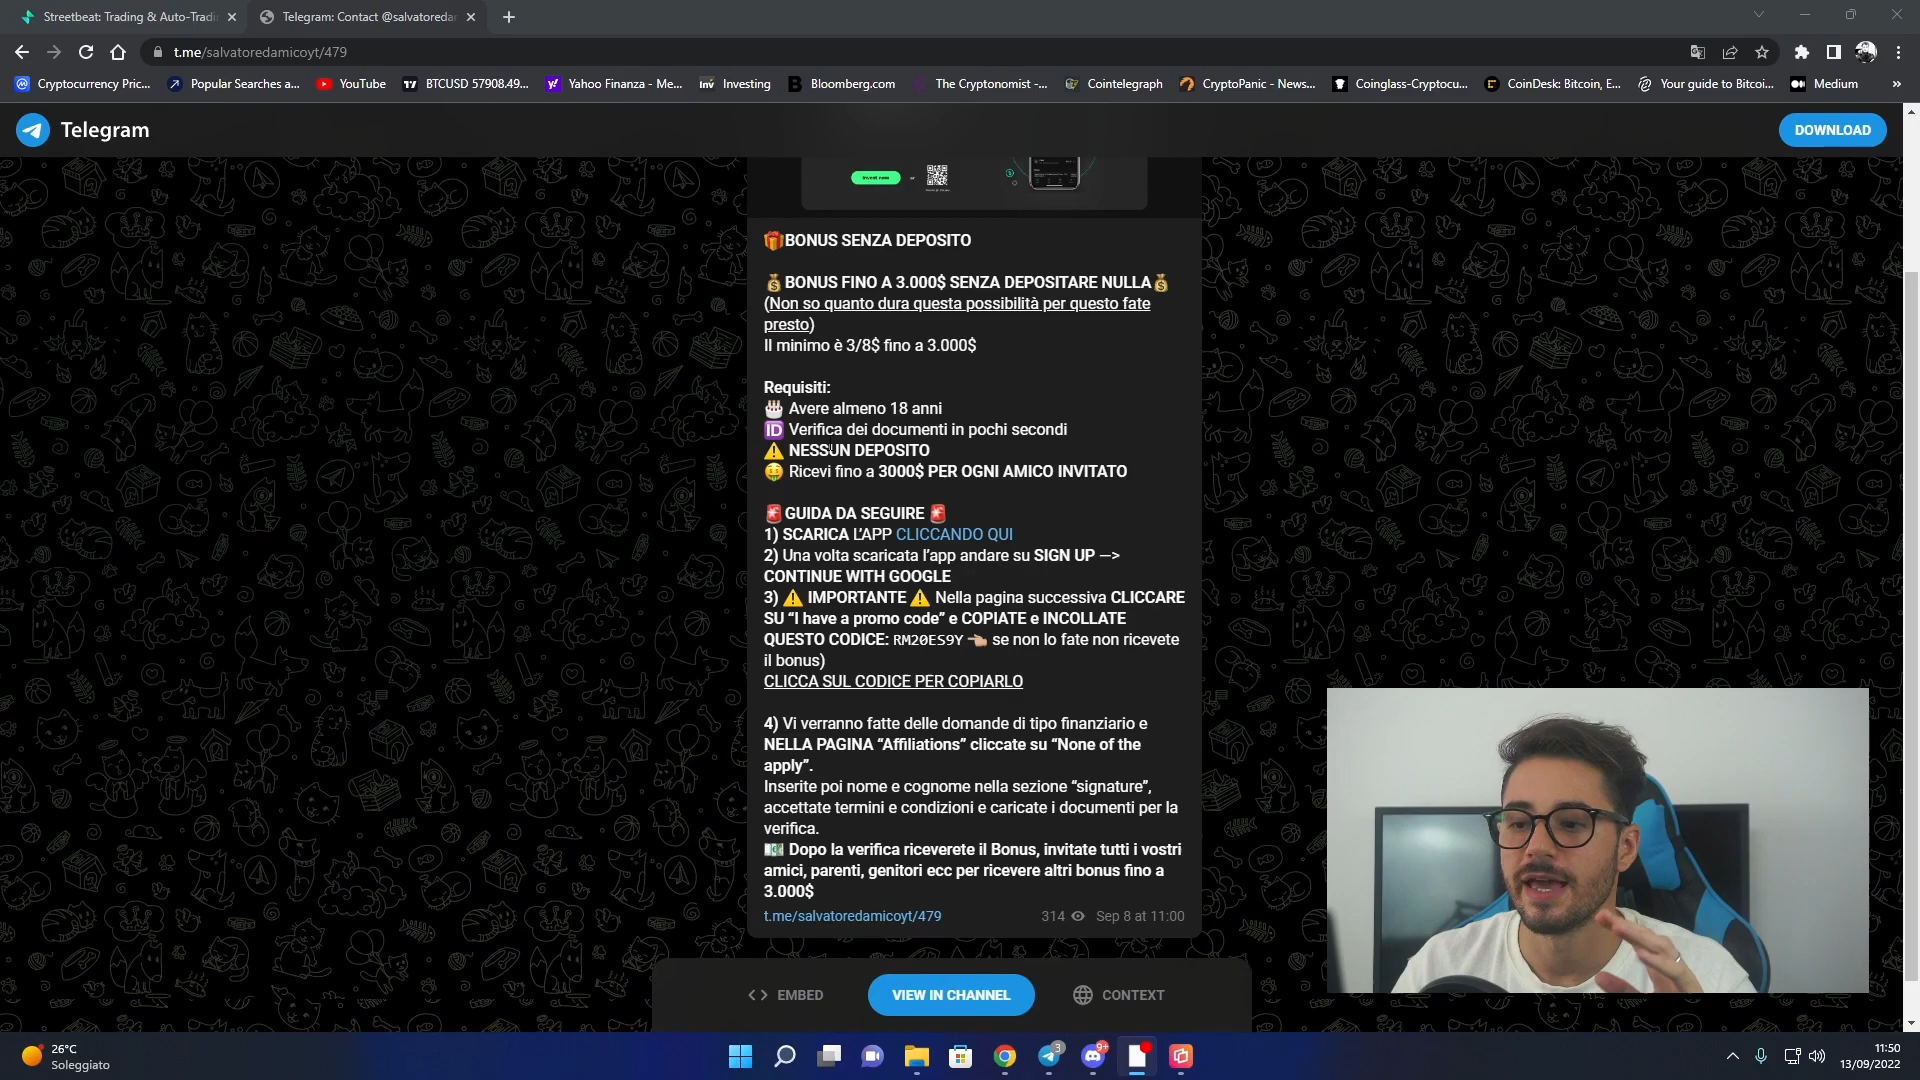 Streetbeat: Trading & Auto-Tradi
Telegram: Contact @salvatoredar
t.me/salvatoredamicoyt/479
Cryptocurrency Pric...
Popular Searches a...
YouTube
BTCUSD 57908.49...
Yahoo Finanza - Me...
Inv Investing
Bloomberg.com
The Cryptonomist -...
Cointelegraph
CryptoPanic - News...
Coinglass-Cryptocu...
CoinDesk: Bitcoin, E...
Your guide to Bitcoi...
Medium
»
Telegram
DOWNLOAD
Invest now
or
🎁BONUS SENZA DEPOSITO
💰BONUS FINO A 3.000$ SENZA DEPOSITARE NULLA💰
(Non so quanto dura questa possibilità per questo fate
presto)
Il minimo è 3/8$ fino a 3.000$
Requisiti:
🎂 Avere almeno 18 anni
🆔 Verifica dei documenti in pochi secondi
⚠️ NESSUN DEPOSITO
🤑 Ricevi fino a 3000$ PER OGNI AMICO INVITATO
🚨GUIDA DA SEGUIRE 🚨
1) SCARICA L'APP CLICCANDO QUI
2) Una volta scaricata l'app andare su SIGN UP —>
CONTINUE WITH GOOGLE
3) ⚠️ IMPORTANTE ⚠️ Nella pagina successiva CLICCARE
SU “I have a promo code” e COPIATE e INCOLLATE
QUESTO CODICE: RM20ES9Y 👈🏼 se non lo fate non ricevete
il bonus)
CLICCA SUL CODICE PER COPIARLO
4) Vi verranno fatte delle domande di tipo finanziario e
NELLA PAGINA “Affiliations” cliccate su “None of the
apply”.
Inserite poi nome e cognome nella sezione “signature”,
accettate termini e condizioni e caricate i documenti per la
verifica.
💵 Dopo la verifica riceverete il Bonus, invitate tutti i vostri
amici, parenti, genitori ecc per ricevere altri bonus fino a
3.000$
t.me/salvatoredamicoyt/479
314
Sep 8 at 11:00
<> EMBED
VIEW IN CHANNEL
CONTEXT
26°C
Soleggiato
3
9+
11:50
13/09/2022